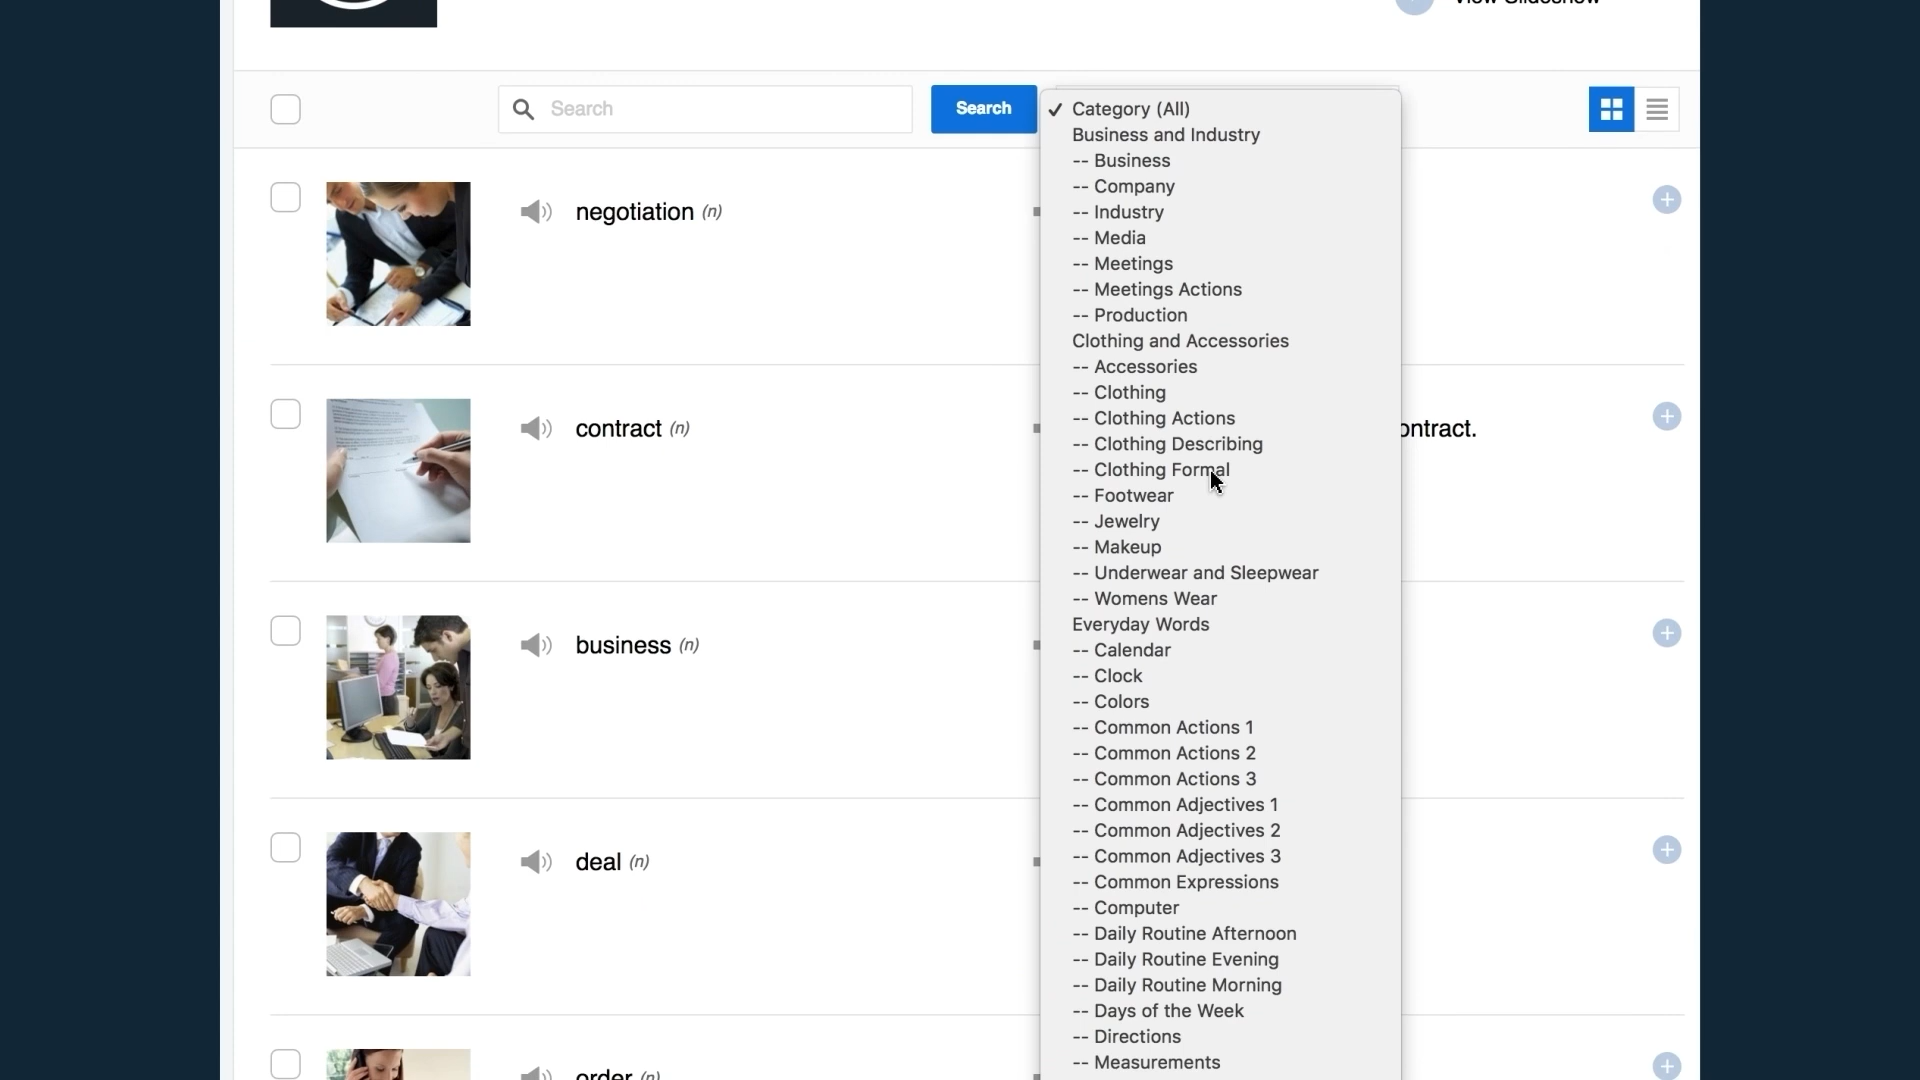 View Slideshow
Search
Search
✓ Category (All)
Business and Industry
-- Business
-- Company
-- Industry
-- Media
-- Meetings
-- Meetings Actions
-- Production
Clothing and Accessories
-- Accessories
-- Clothing
-- Clothing Actions
-- Clothing Describing
-- Clothing Formal
-- Footwear
-- Jewelry
-- Makeup
-- Underwear and Sleepwear
-- Womens Wear
Everyday Words
-- Calendar
-- Clock
-- Colors
-- Common Actions 1
-- Common Actions 2
-- Common Actions 3
-- Common Adjectives 1
-- Common Adjectives 2
-- Common Adjectives 3
-- Common Expressions
-- Computer
-- Daily Routine Afternoon
-- Daily Routine Evening
-- Daily Routine Morning
-- Days of the Week
-- Directions
-- Measurements
negotiation (n)
contract (n)
ontract.
business (n)
deal (n)
order (n)